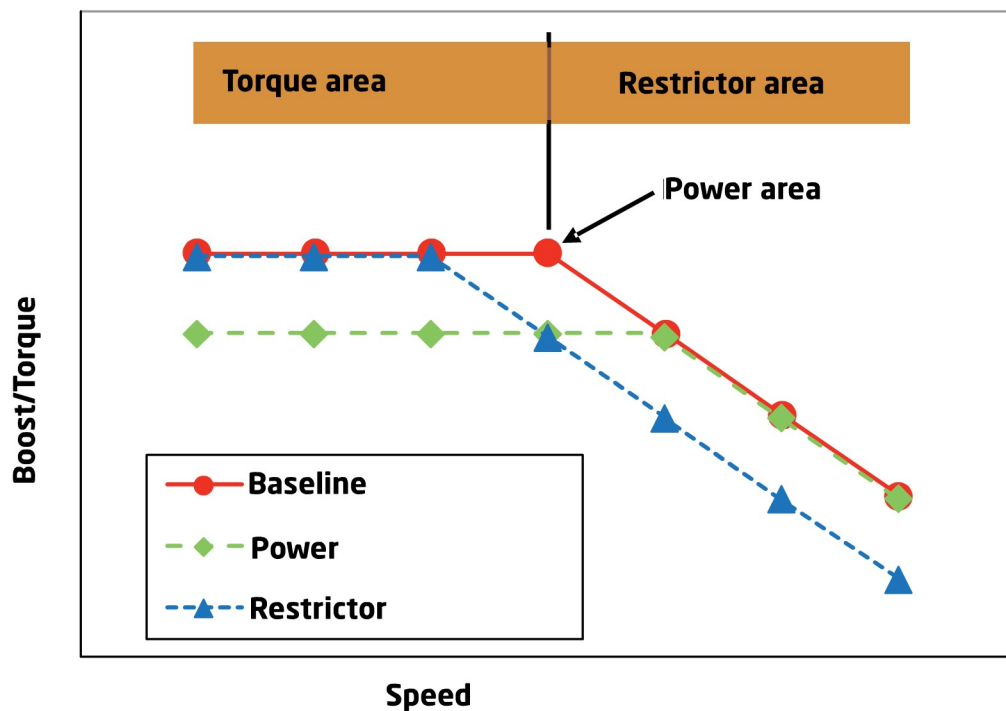 Torque area
Restrictor area
Power area
Boost/Torque
Baseline
Power
Restrictor
Speed